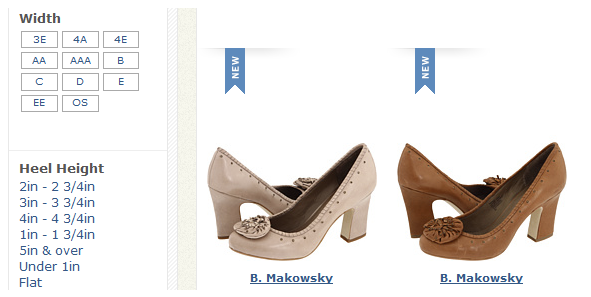 Width
3E 4A 4E
AA AAA B
C D E
EE OS
Heel Height
2in - 2 3/4in
3in - 3 3/4in
4in - 4 3/4in
1in - 1 3/4in
5in & over
Under 1in
Flat
NEW
NEW
B. Makowsky
B. Makowsky